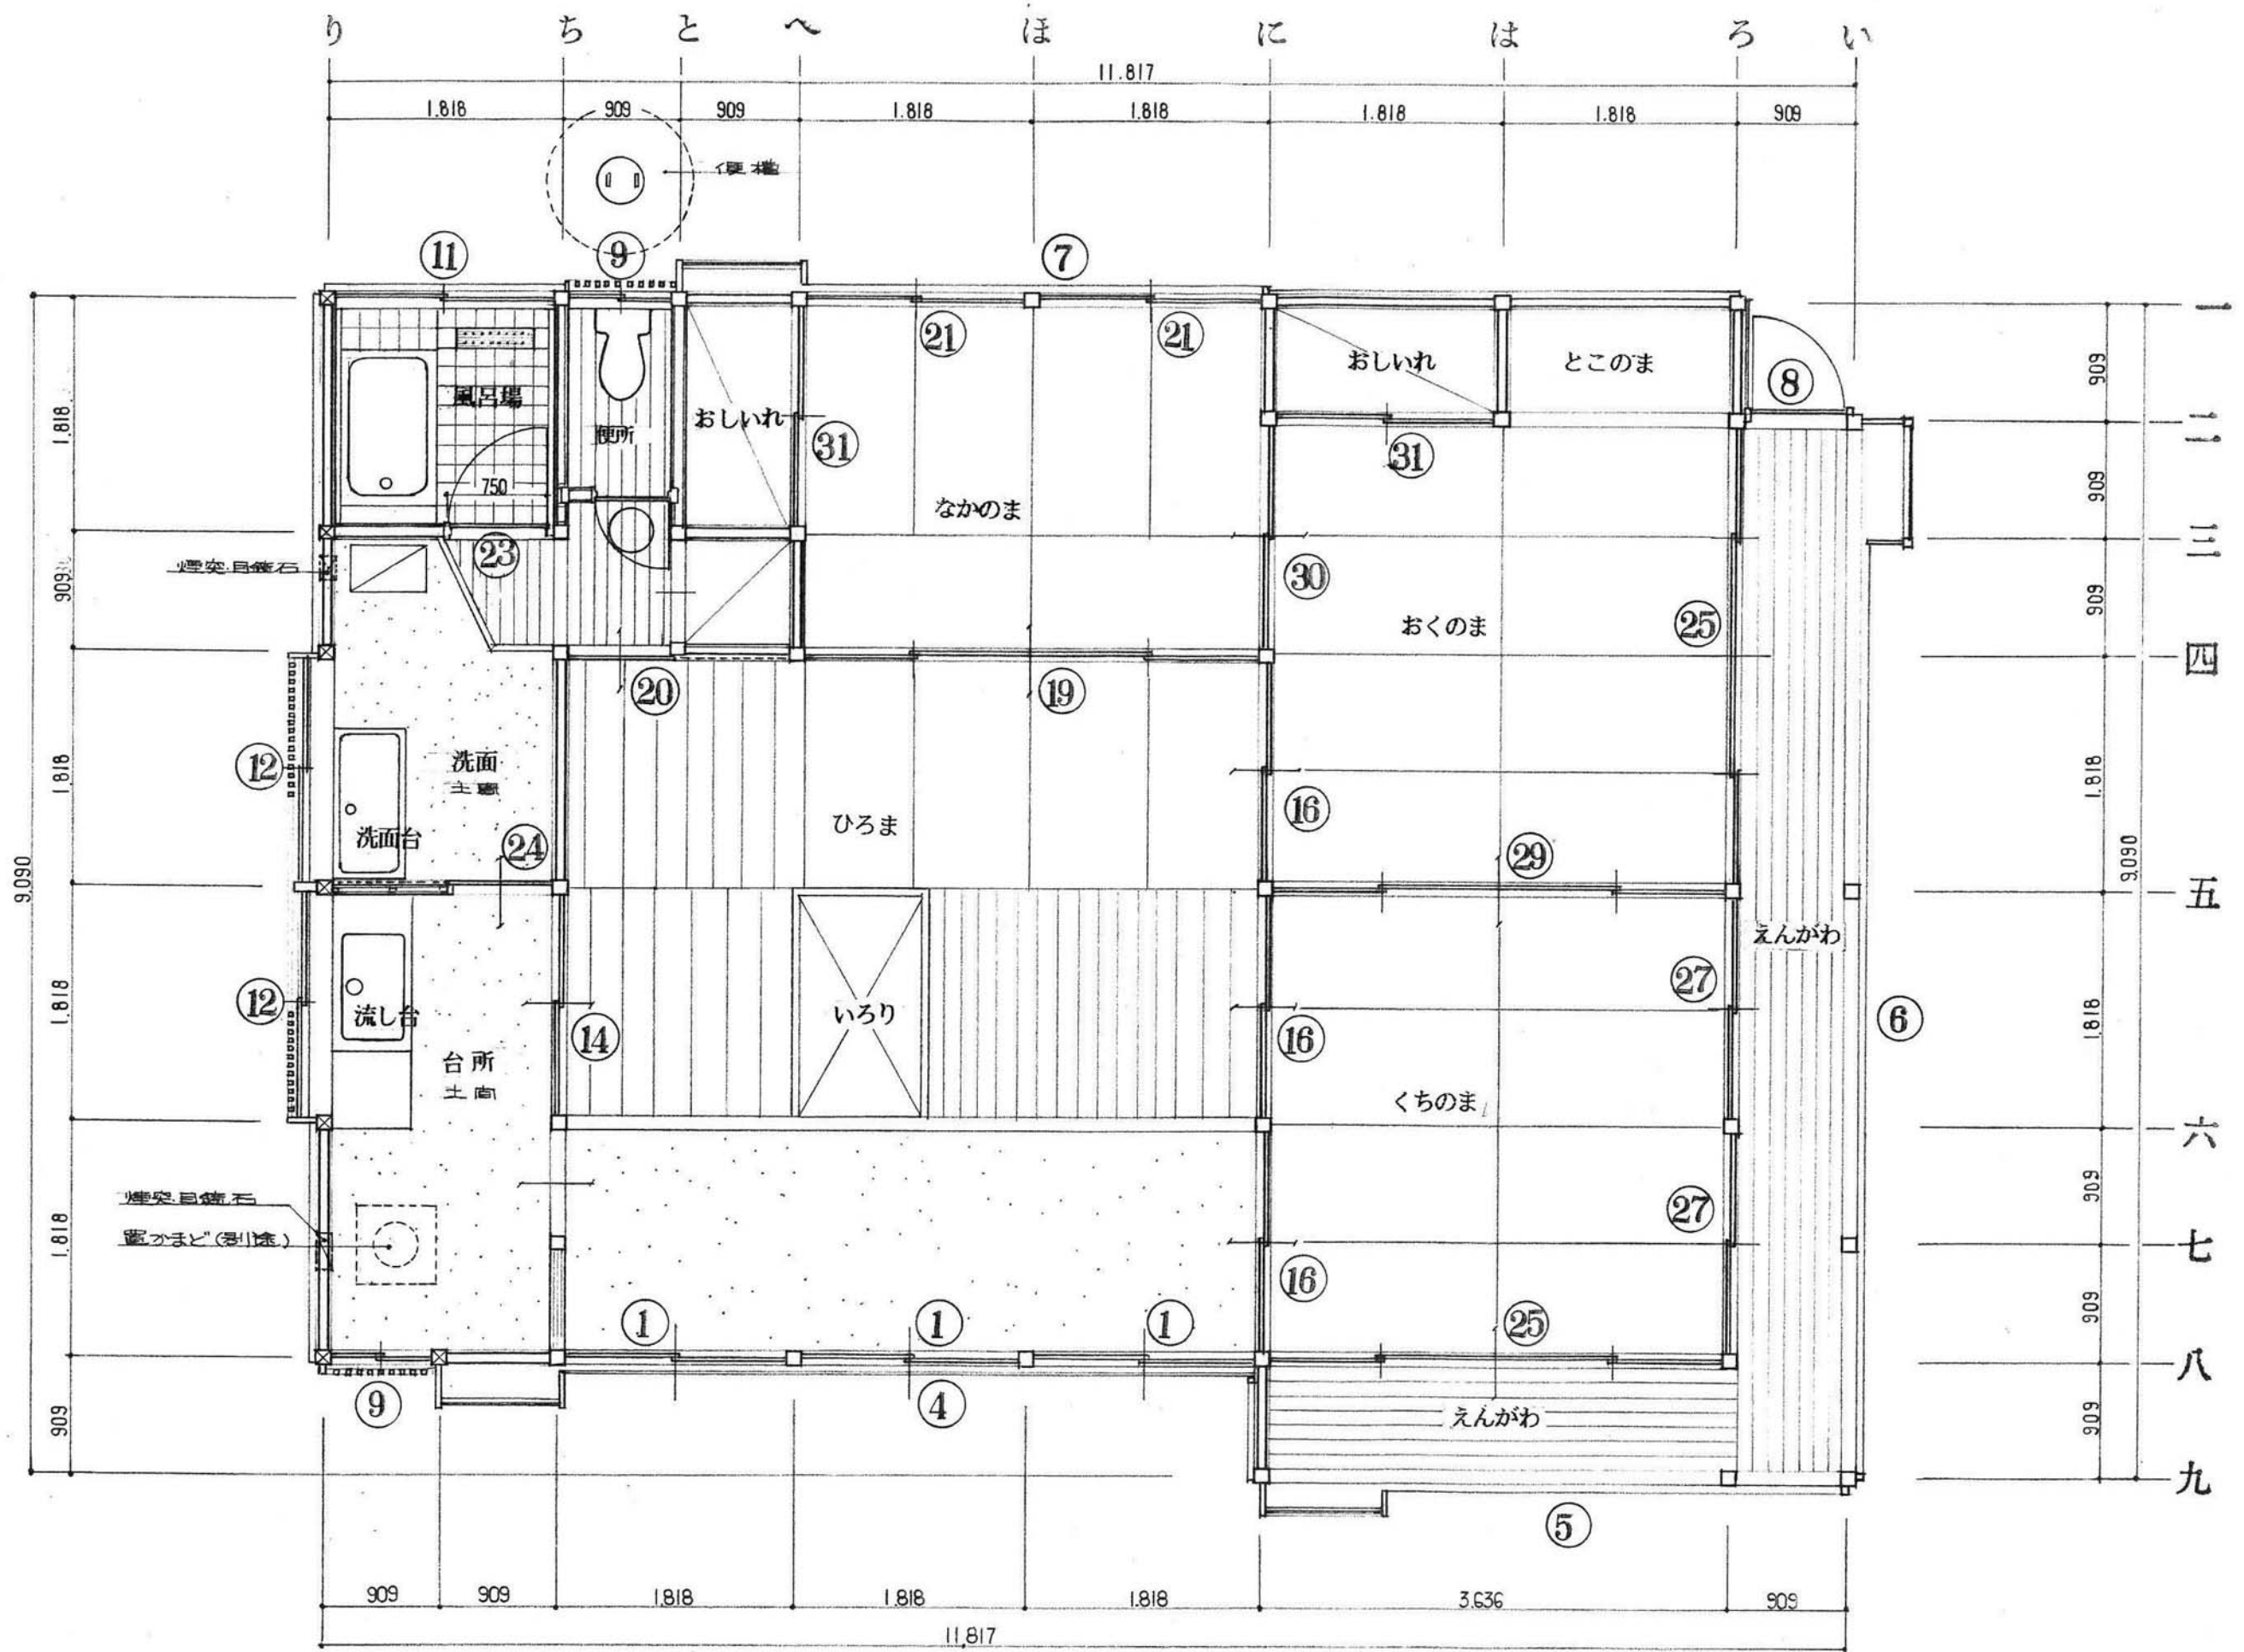 り ち と へ ほ に は ろ い
11.817
1.818 909 909 1.818 1.818 1.818 1.818 909
便槽
⑪ ⑨ ⑦
一
㉑ ㉑
おしいれ とこのま ⑧
909
風呂場
便所
おしいれ
㉛ ㉛
二
1.818
750
なかのま
909
三
㉓
煙突目鏡石
909
㉚
おくのま
㉕
909
四
⑳ ⑲
⑫
洗面
土間
1.818
ひろま
⑯
1.818
洗面台
㉔
㉙
9.090
9.090
五
えんがわ
⑫
流し台
いろり
㉗
⑥
1.818
⑭ ⑯
1.818
台所
土間
くちのま
六
煙突目鏡石
置かまど(別途)
㉗
909
1.818
七
⑯
① ① ①
㉕
909
八
⑨ ④
えんがわ
909
909
九
⑤
909 909 1.818 1.818 1.818 3.636 909
11.817